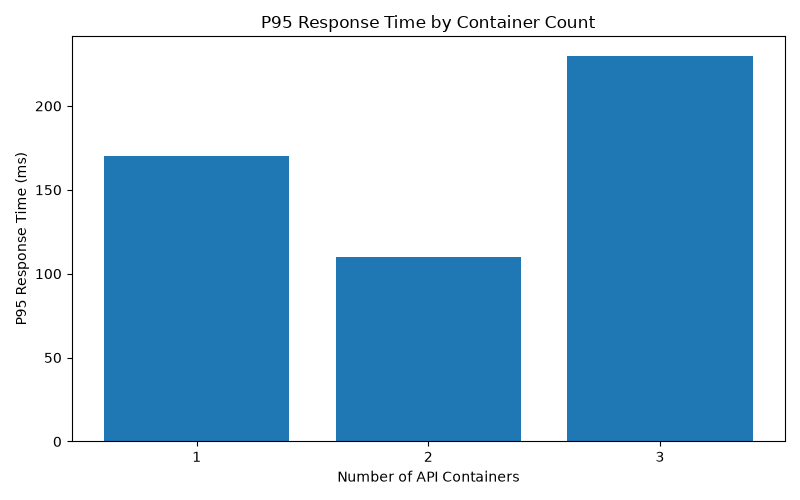 P95 Response Time by Container Count
P95 Response Time (ms)
200
150
100
50
0
1 2 3
Number of API Containers